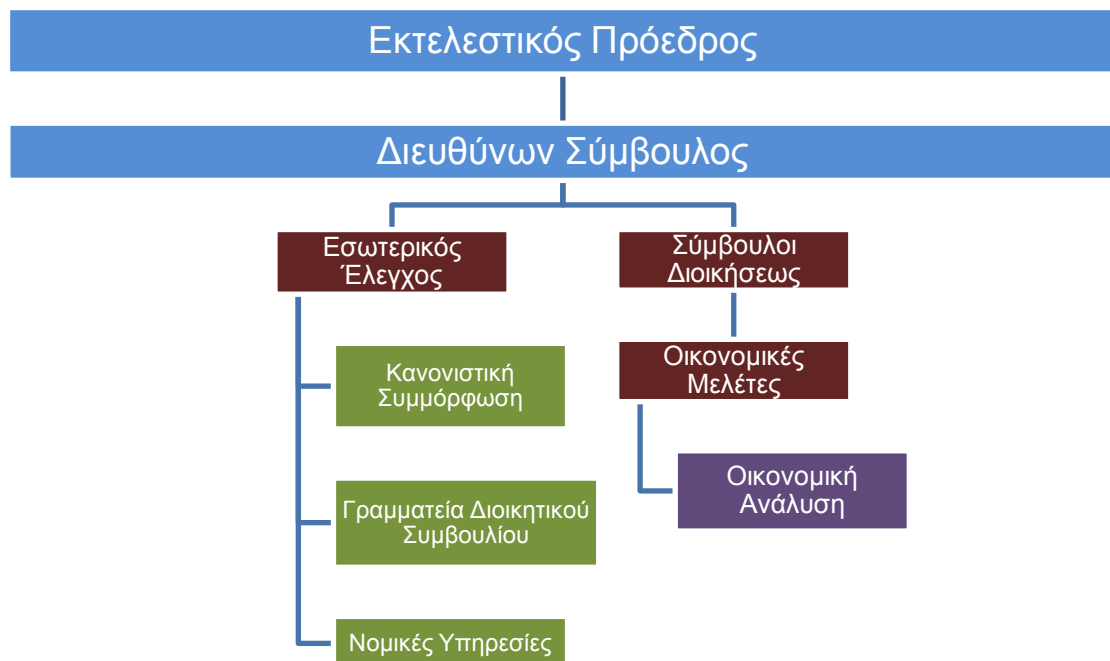 Εκτελεστικός Πρόεδρος
Διευθύνων Σύμβουλος
Εσωτερικός
Έλεγχος
Σύμβουλοι
Διοικήσεως
Κανονιστική
Συμμόρφωση
Οικονομικές
Μελέτες
Οικονομική
Ανάλυση
Γραμματεία Διοικητικού
Συμβουλίου
Νομικές Υπηρεσίες